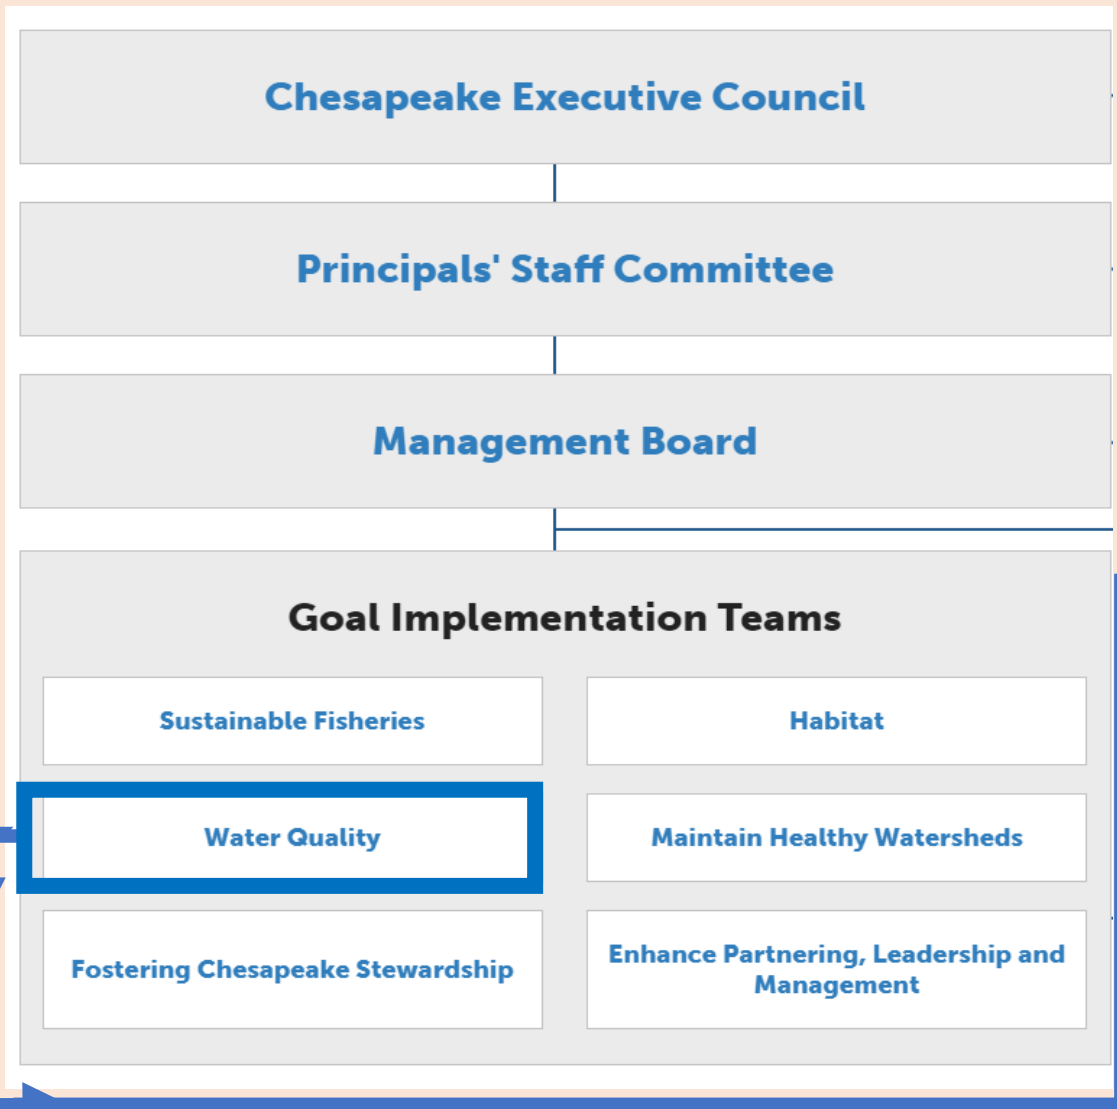 Chesapeake Executive Council
Principals' Staff Committee
Management Board
Goal Implementation Teams
Sustainable Fisheries
Habitat
Water Quality
Maintain Healthy Watersheds
Fostering Chesapeake Stewardship
Enhance Partnering, Leadership and
Management